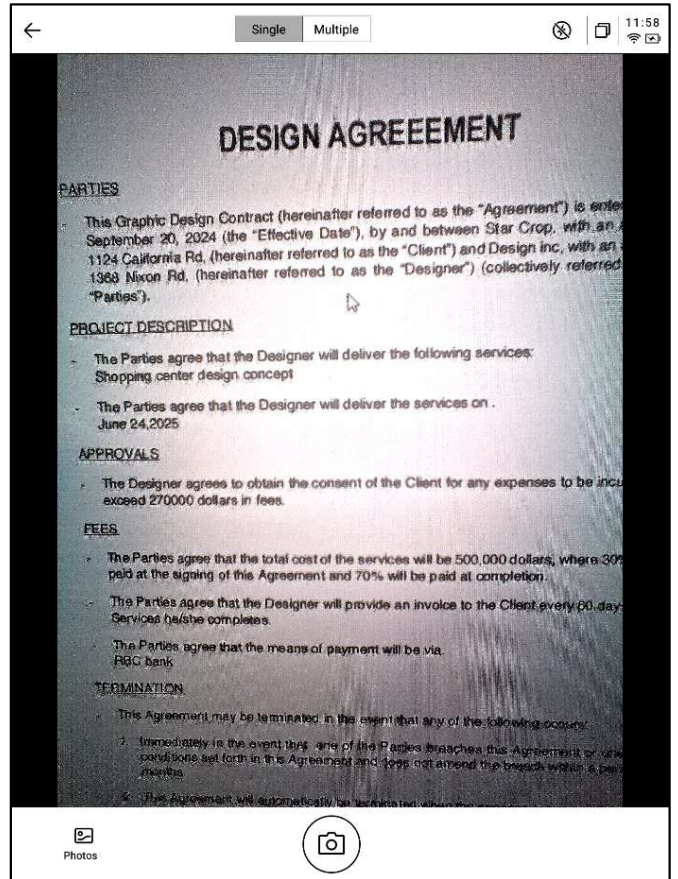 Single Multiple 11:58
DESIGN AGREEEMENT
PARTIES
This Graphic Design Contract (hereinafter referred to as the “Agreement”) is
September 20, 2024 (the “Effective Date”), by and between Star Crop, with an
1124 California Rd, (hereinafter referred to as the “Client”) and Design inc, with an
1368 Nixon Rd, (hereinafter referred to as the “Designer”) (collectively referred
“Parties”).
PROJECT DESCRIPTION
- The Parties agree that the Designer will deliver the following services:
Shopping center design concept
- The Parties agree that the Designer will deliver the services on .
June 24,2025
APPROVALS
- The Designer agrees to obtain the consent of the Client for any expenses to be
exceed 270000 dollars in fees.
FEES
- The Parties agree that the total cost of the services will be 500,000 dollars, where 30%
paid at the signing of this Agreement and 70% will be paid at completion.
- The Parties agree that the Designer will provide an invoice to the Client every 60
Services he/she completes.
- The Parties agree that the means of payment will be via.
RBC bank
TERMINATION
- This Agreement may be terminated in the event that any of the following occurs:
Immediately in the event that one of the Parties breaches this Agreement or
conditions set forth in this Agreement and does not amend the breach within a
months
This Agreement will automatically be terminated when the
Photos